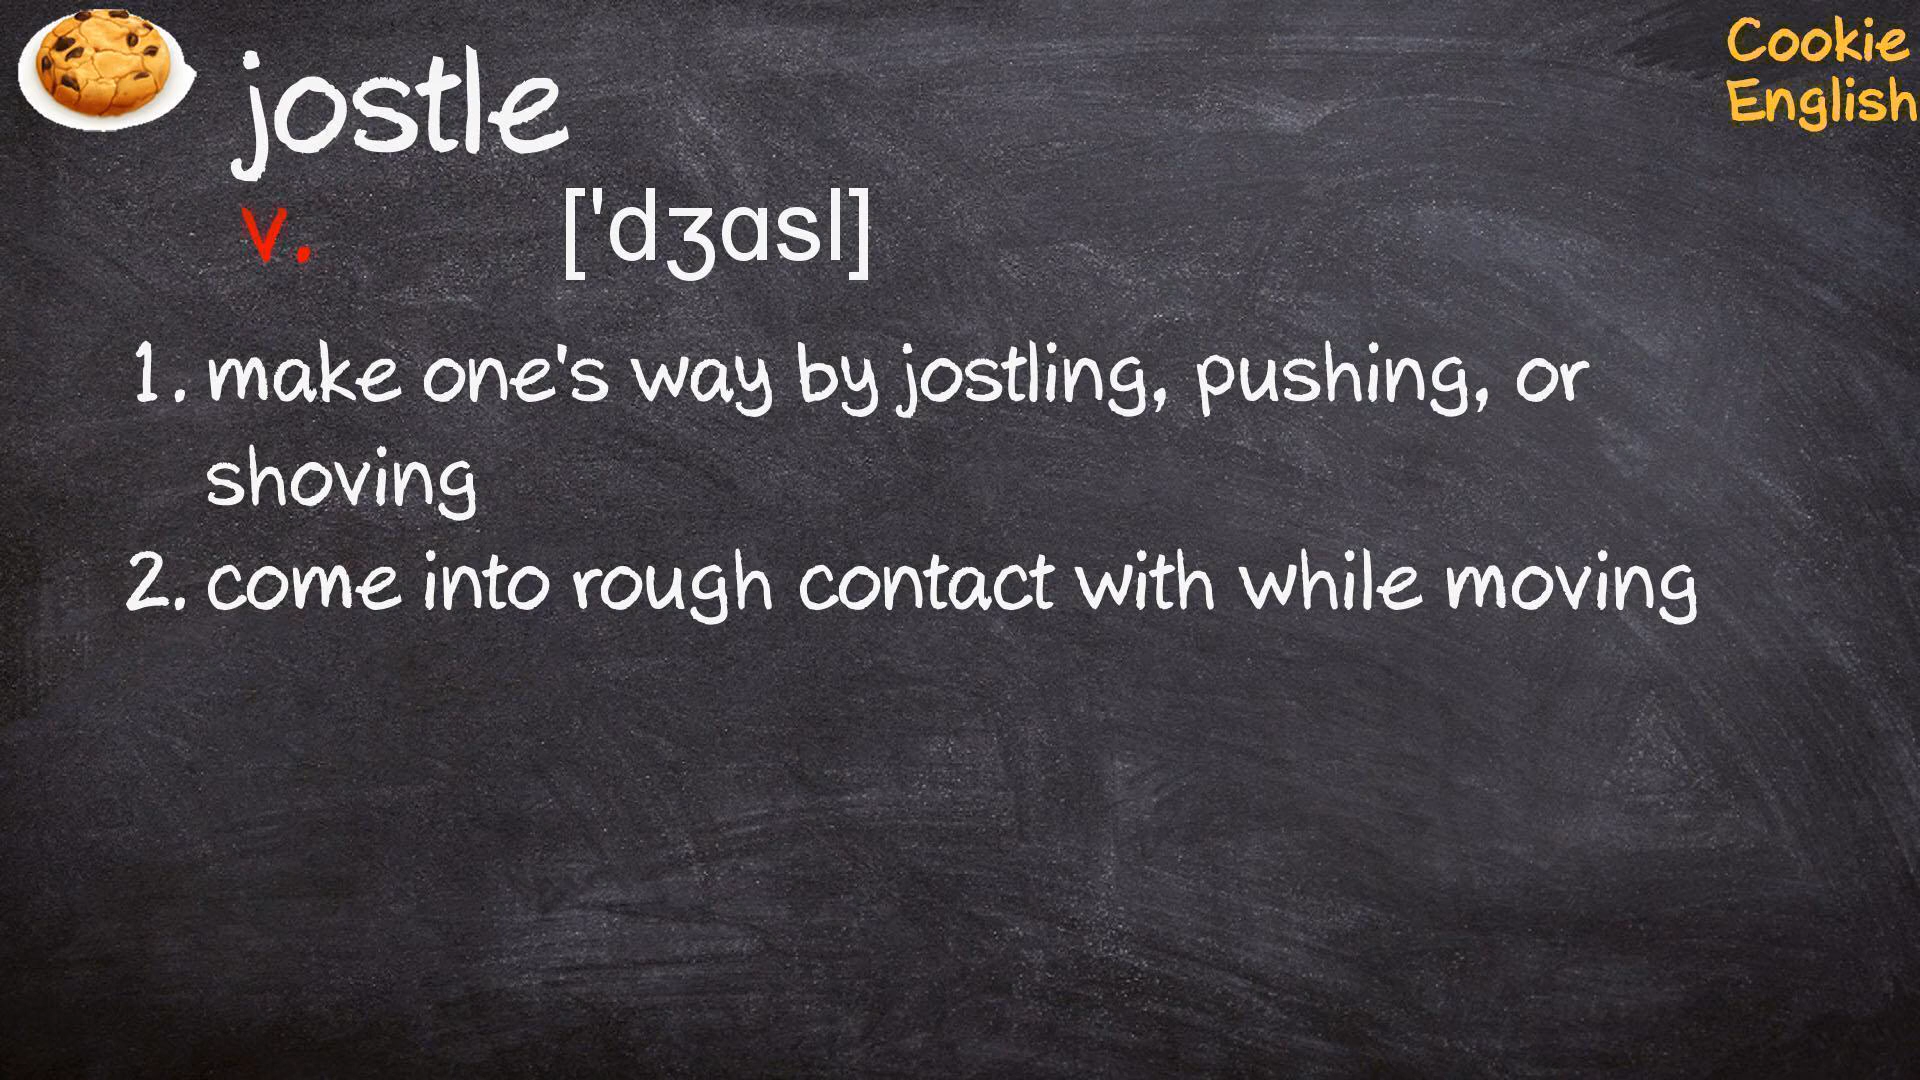 jostle
Cookie
English
v. ['dʒɑsl]
1. make one's way by jostling, pushing, or
shoving
2. come into rough contact with while moving